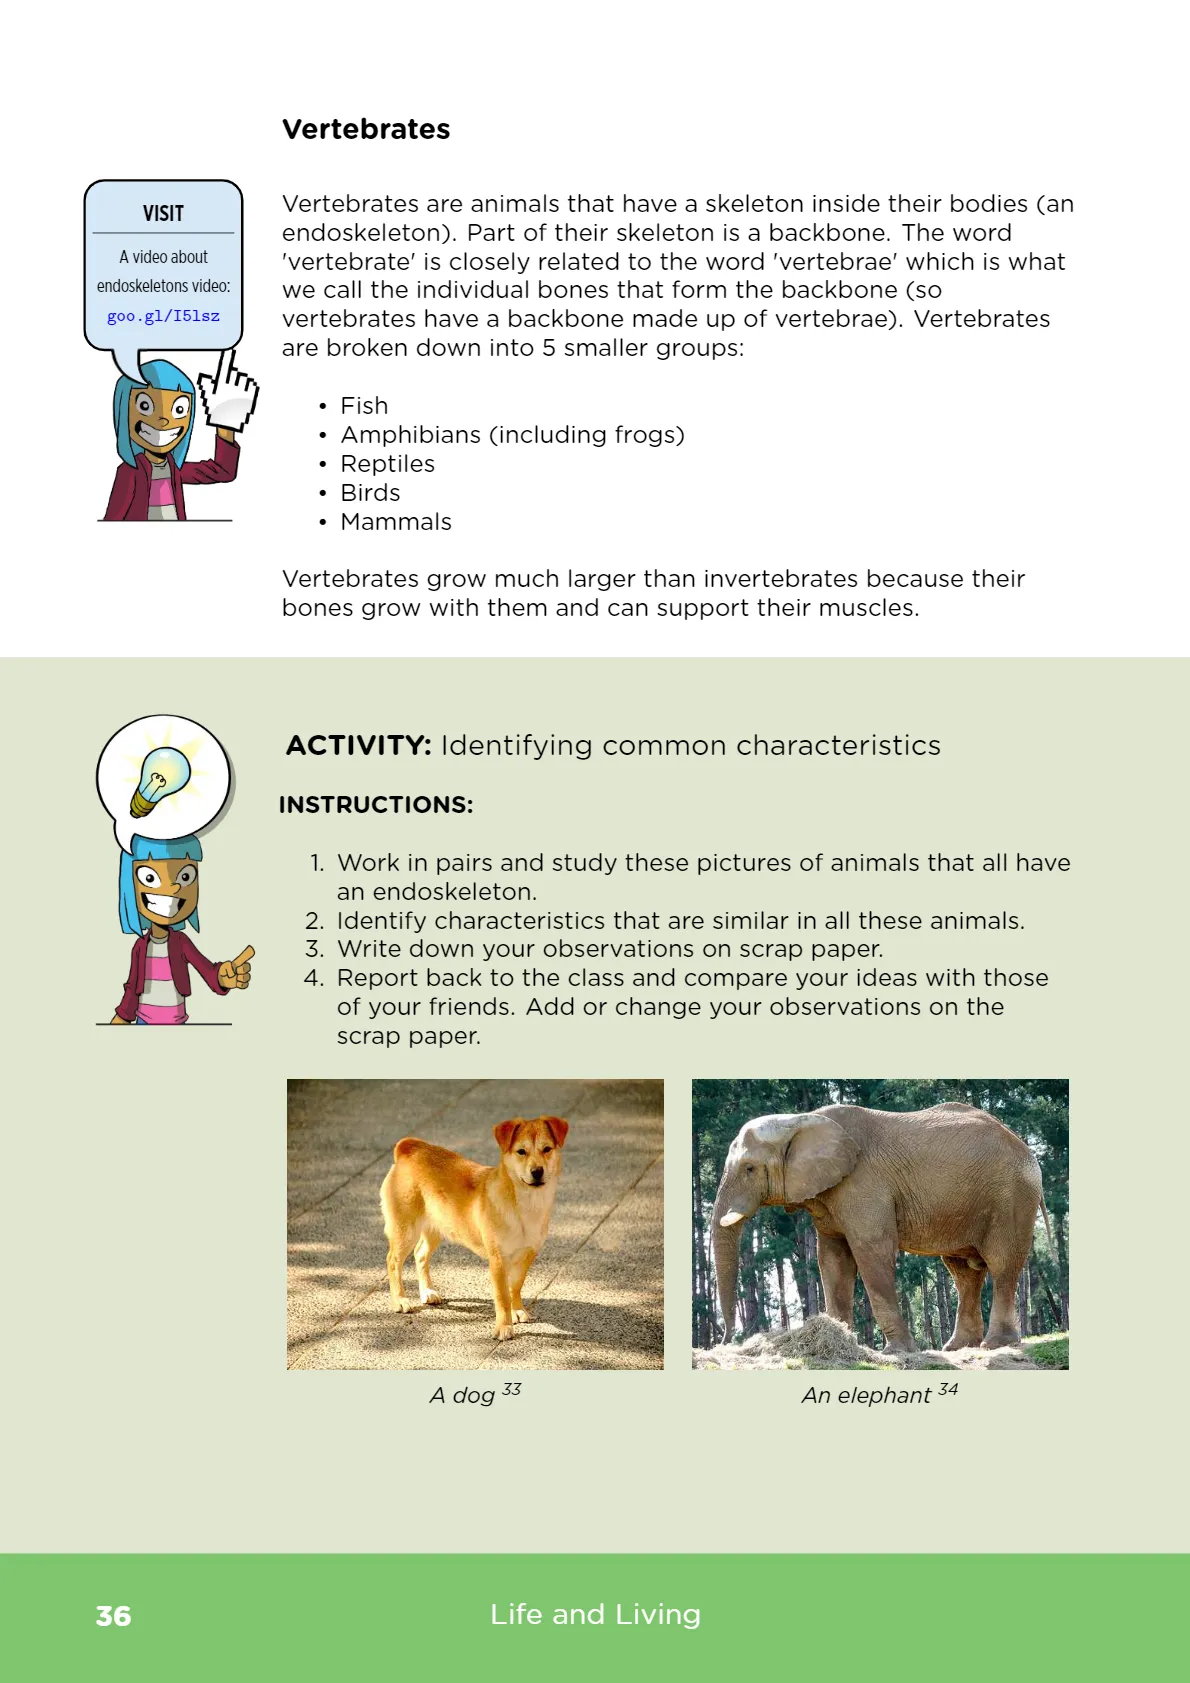 Vertebrates
VISIT
A video about
endoskeletons video:
goo.gl/I5lsz
Vertebrates are animals that have a skeleton inside their bodies (an
endoskeleton). Part of their skeleton is a backbone. The word
'vertebrate' is closely related to the word 'vertebrae' which is what
we call the individual bones that form the backbone (so
vertebrates have a backbone made up of vertebrae). Vertebrates
are broken down into 5 smaller groups:
• Fish
• Amphibians (including frogs)
• Reptiles
• Birds
• Mammals
Vertebrates grow much larger than invertebrates because their
bones grow with them and can support their muscles.
ACTIVITY: Identifying common characteristics
INSTRUCTIONS:
1. Work in pairs and study these pictures of animals that all have
an endoskeleton.
2. Identify characteristics that are similar in all these animals.
3. Write down your observations on scrap paper.
4. Report back to the class and compare your ideas with those
of your friends. Add or change your observations on the
scrap paper.
A dog 33
An elephant 34
36
Life and Living